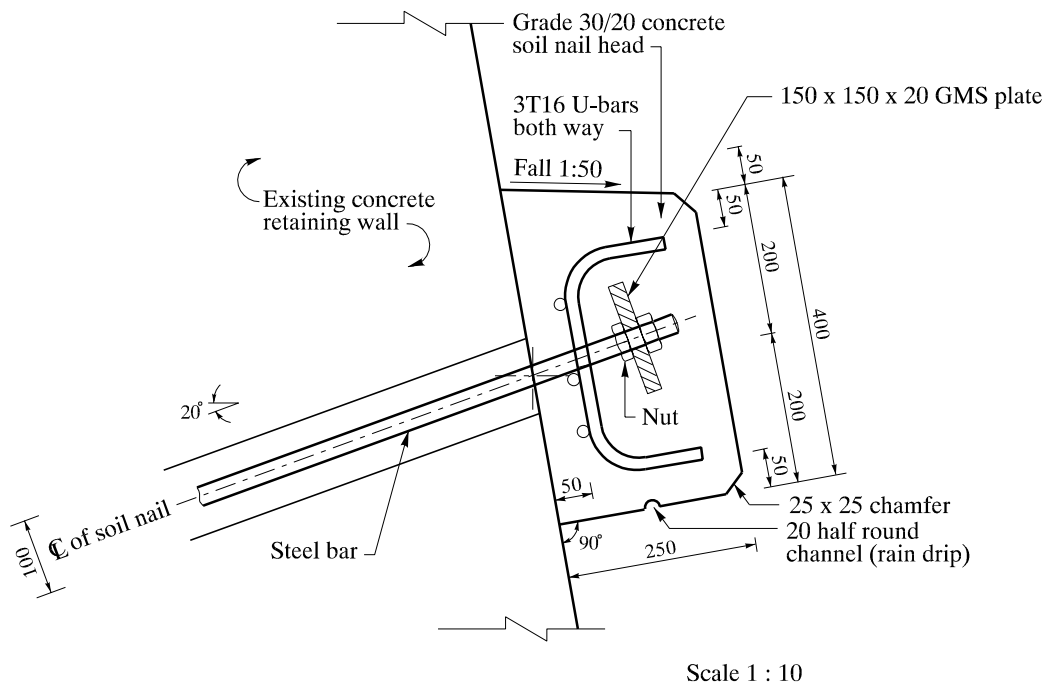 Grade 30/20 concrete
soil nail head
150 x 150 x 20 GMS plate
3T16 U-bars
both way
Fall 1:50
50
50
Existing concrete
retaining wall
200
400
20°
200
Nut
50
50
℄ of soil nail
25 x 25 chamfer
20 half round
channel (rain drip)
Steel bar
90°
250
100
Scale 1 : 10